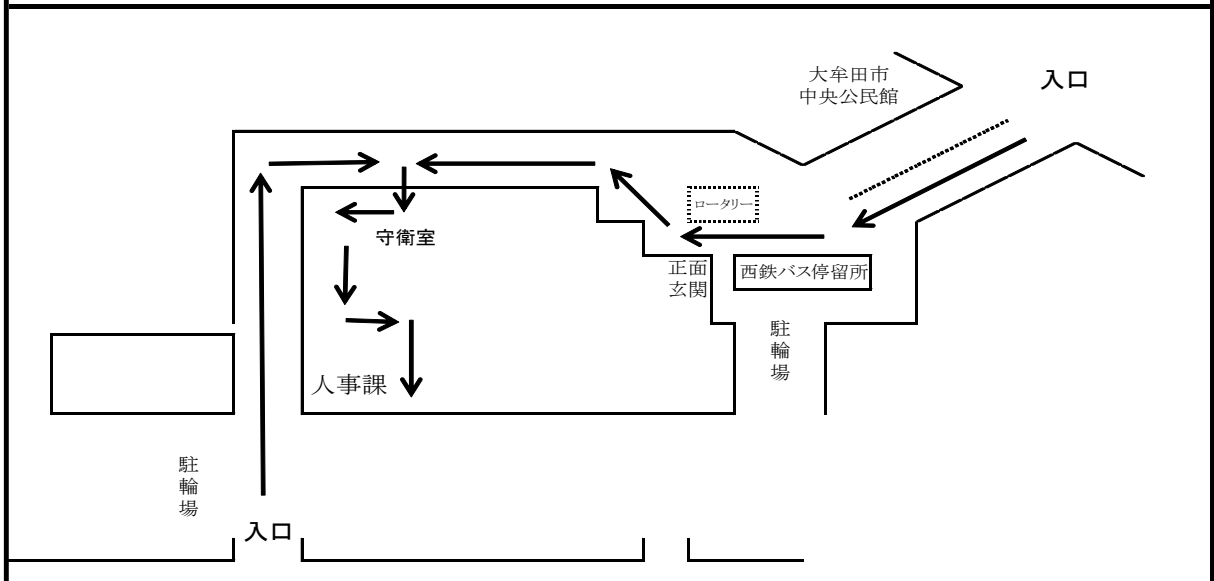 大牟田市
中央公民館
入口
ロータリー
守衛室
正面
玄関
西鉄バス停留所
駐輪場
人事課
駐輪場
入口